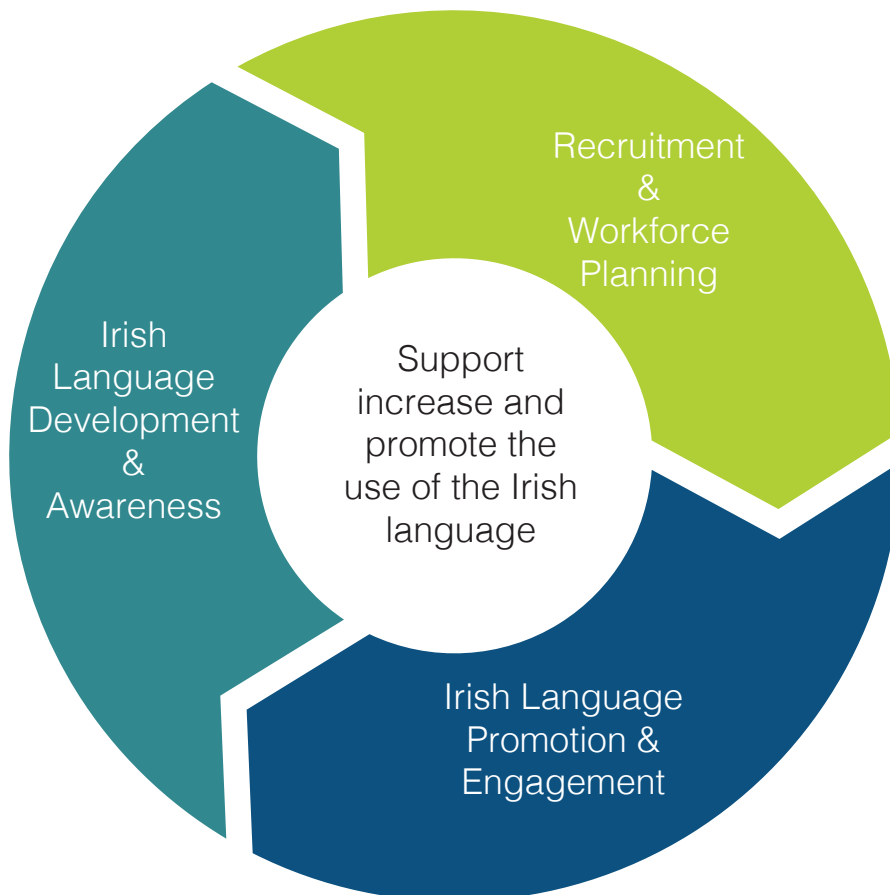 Recruitment
&
Workforce
Planning
Irish
Language
Development
&
Awareness
Support
increase and
promote the
use of the Irish
language
Irish Language
Promotion &
Engagement